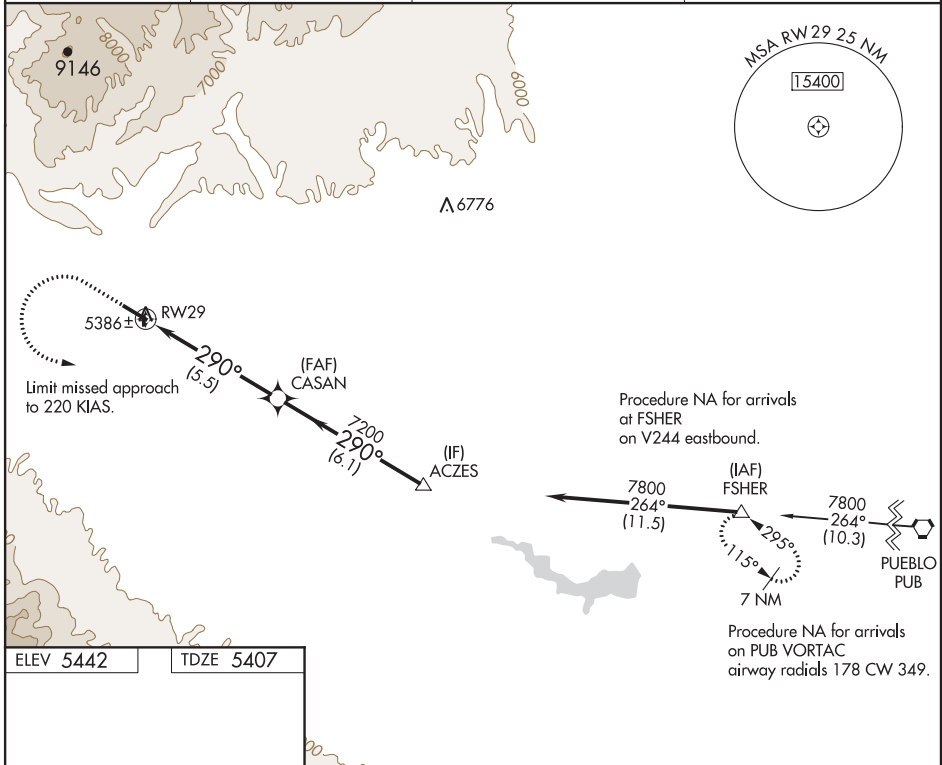 MSA RW29 25 NM
15400
9146
8000
7000
6000
6776
5386±
RW29
290°
(5.5)
(FAF)
CASAN
Limit missed approach
to 220 KIAS.
7200
290°
(6.1)
(IF)
ACZES
Procedure NA for arrivals
at FSHER
on V244 eastbound.
(IAF)
FSHER
7800
264°
(11.5)
7800
264°
(10.3)
PUEBLO
PUB
295°
115°
7 NM
Procedure NA for arrivals
on PUB VORTAC
airway radials 178 CW 349.
ELEV 5442
TDZE 5407